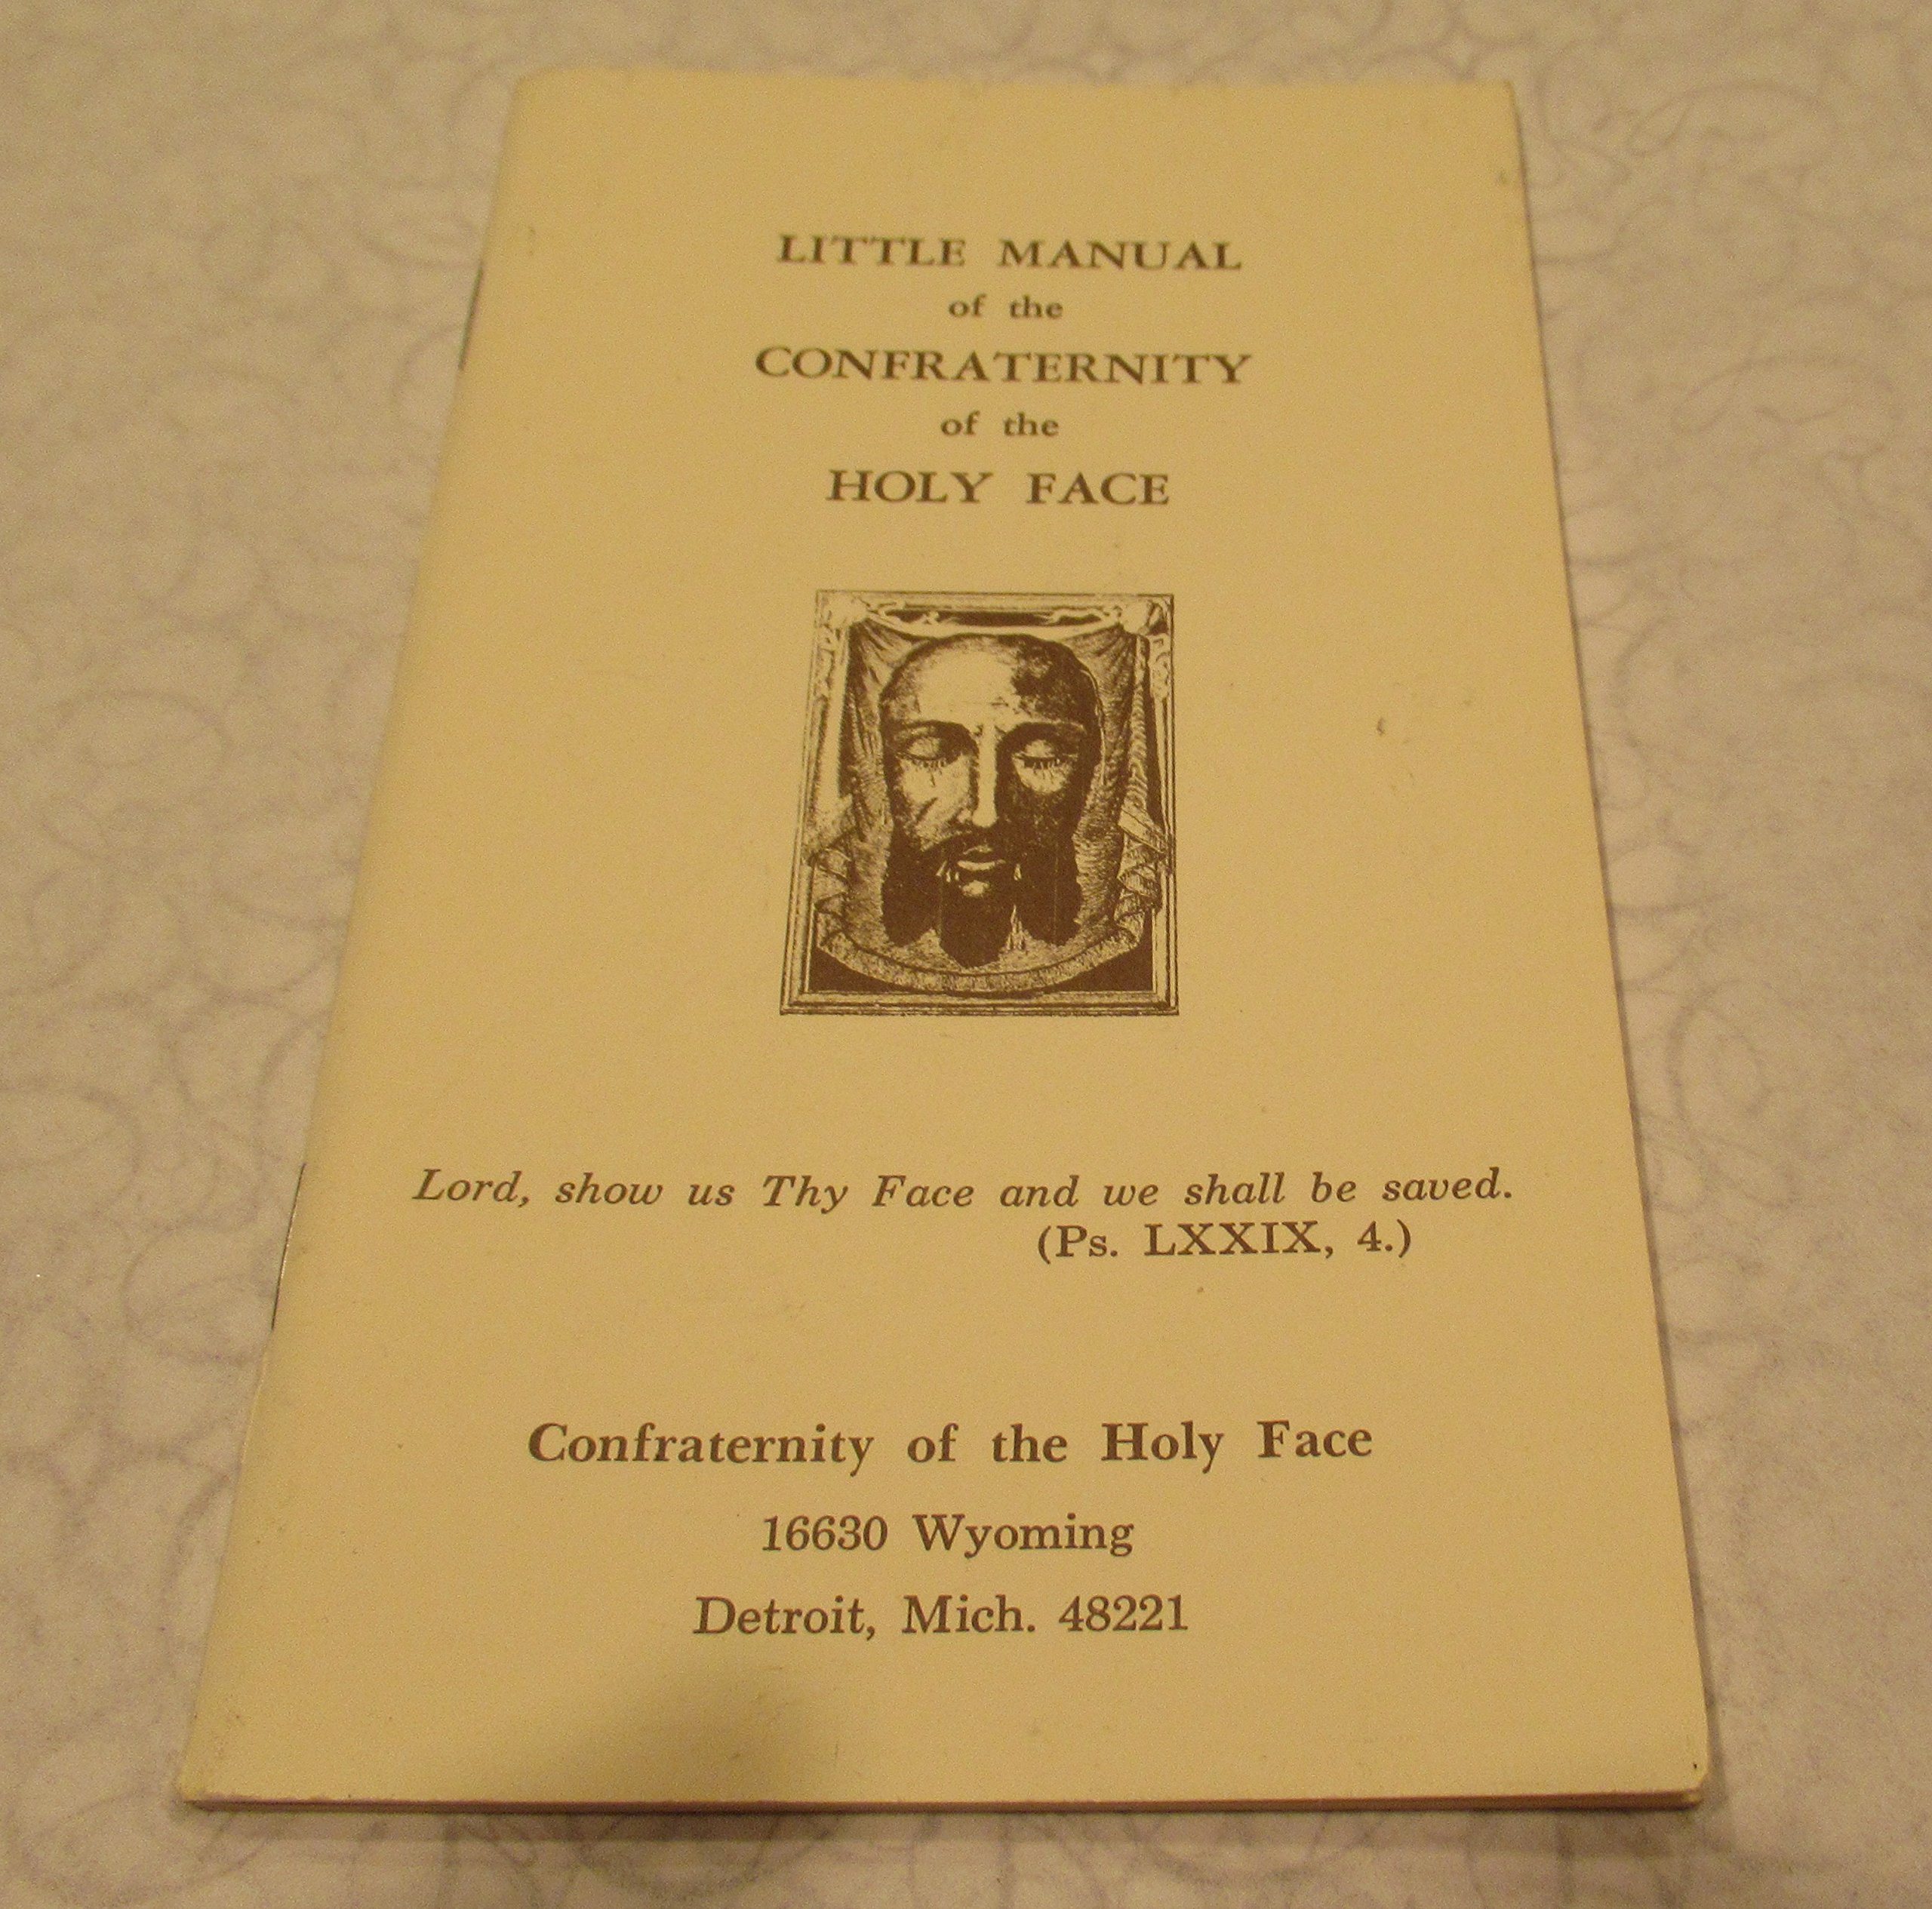 LITTLE MANUAL
of the
CONFRATERNITY
of the
HOLY FACE
Lord, show us Thy Face and we shall be saved.
(Ps. LXXIX, 4.)
Confraternity of the Holy Face
16630 Wyoming
Detroit, Mich. 48221